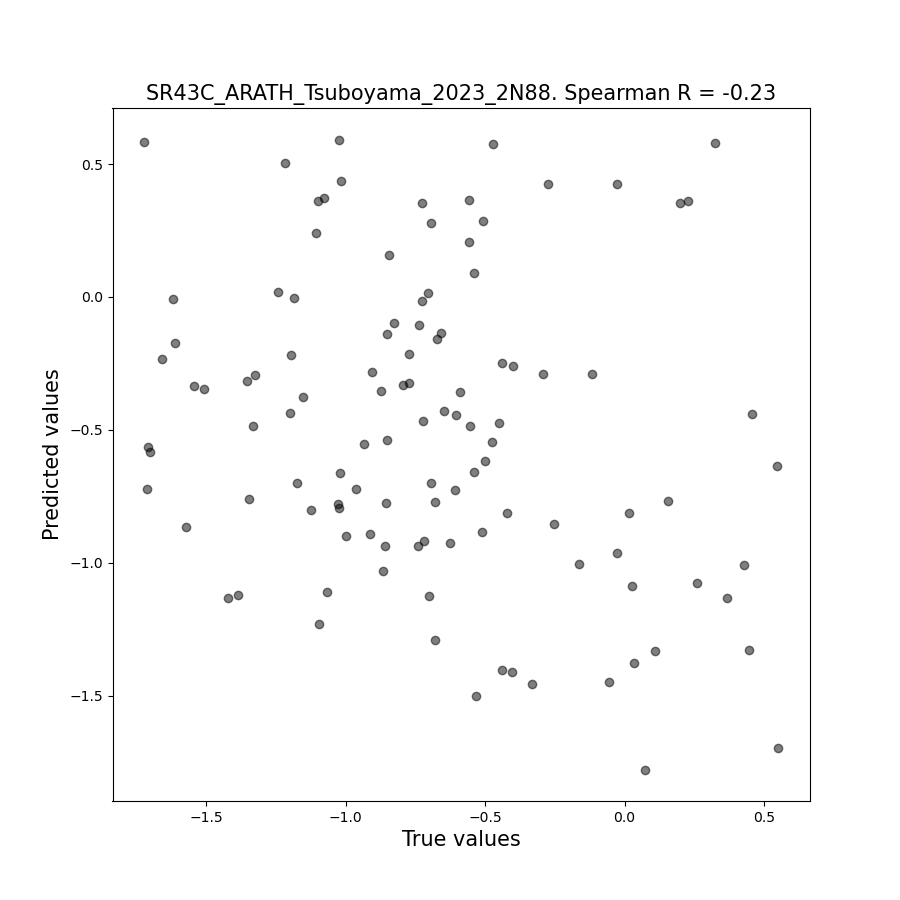 SR43C_ARATH_Tsuboyama_2023_2N88. Spearman R = -0.23
Predicted values
0.5
0.0
−0.5
−1.0
−1.5
−1.5 −1.0 −0.5 0.0 0.5
True values